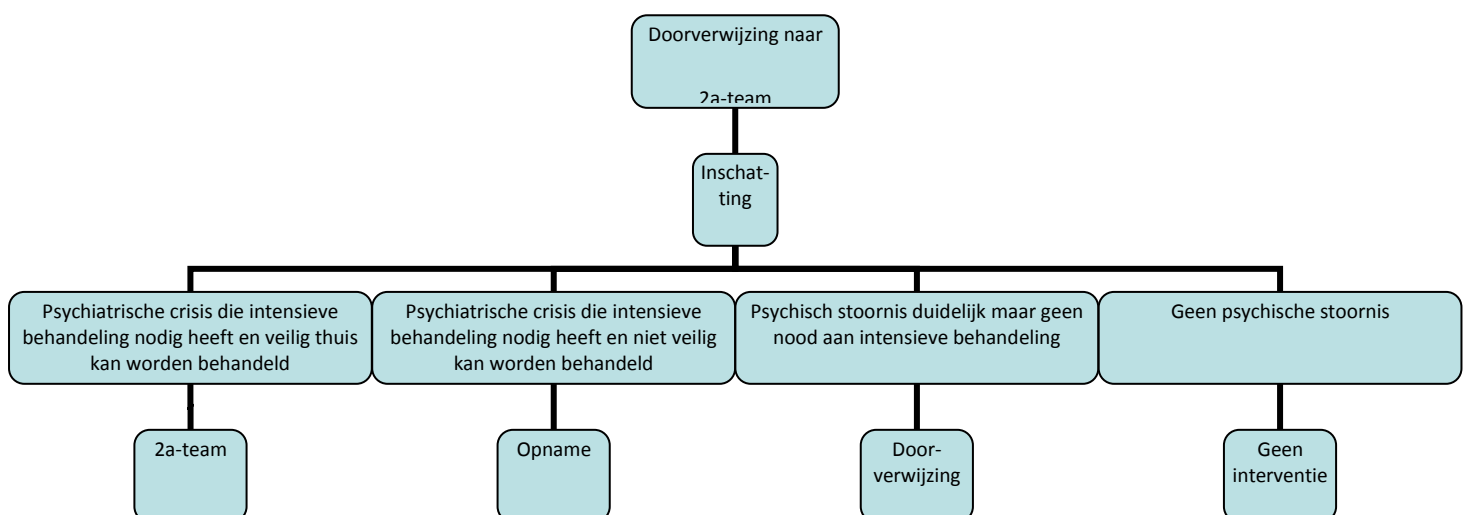 Doorverwijzing naar
2a-team
Inschat-
ting
Psychiatrische crisis die intensieve
behandeling nodig heeft en veilig thuis
kan worden behandeld
Psychiatrische crisis die intensieve
behandeling nodig heeft en niet veilig
kan worden behandeld
Psychisch stoornis duidelijk maar geen
nood aan intensieve behandeling
Geen psychische stoornis
2a-team
Opname
Door-
verwijzing
Geen
interventie